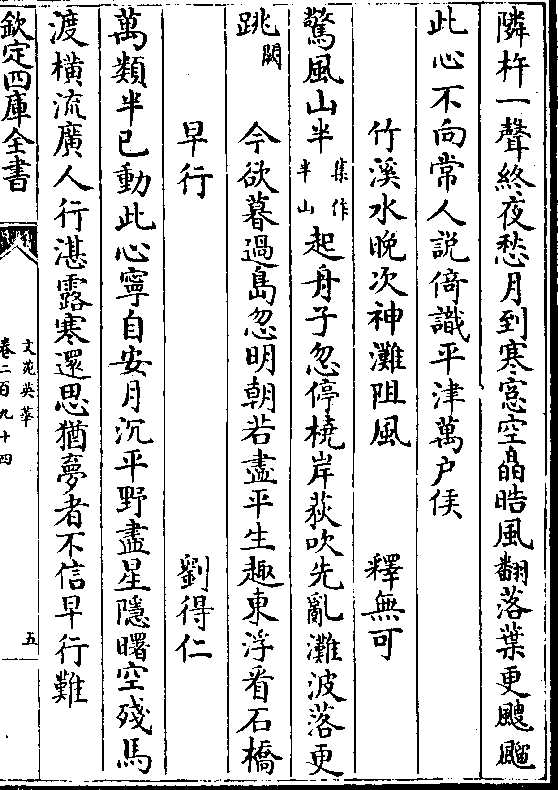 隣杵一聲終夜愁月到寒窓空皛晧風翻落葉更颼飀
此心不向常人説倚識平津萬户侯
竹溪水晚次神灘阻風 釋無可
驚風山半集作半山起舟子忽停橈岸荻吹先亂灘波落更
跳闕 今欲暮過島忽明朝若盡平生趣東浮看石橋
早行 劉得仁
萬類半已動此心寧自安月沉平野盡星隱曙空殘馬
渡橫流廣人行湛露寒還思猶夢者不信早行難
欽定四庫全書
文苑英華
卷二百九十四
五